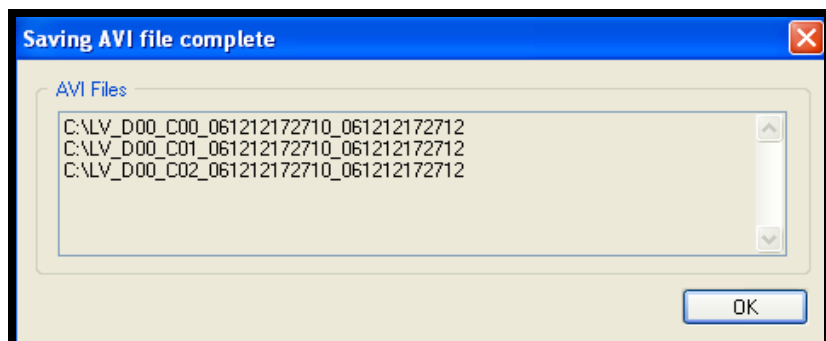 Saving AVI file complete
AVI Files
C:\LV_D00_C00_061212172710_061212172712
C:\LV_D00_C01_061212172710_061212172712
C:\LV_D00_C02_061212172710_061212172712
OK